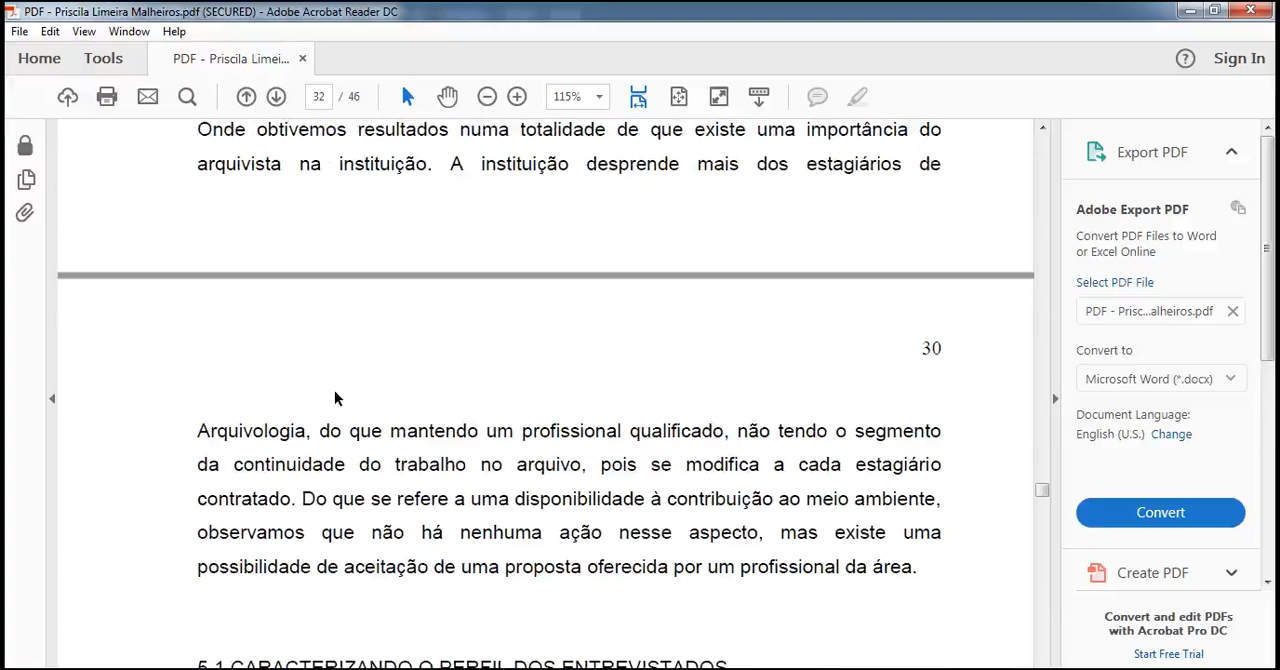 PDF - Priscila Limeira Malheiros.pdf (SECURED) - Adobe Acrobat Reader DC
File Edit View Window Help
Home Tools PDF - Priscila Limei... × Sign In
32 / 46 115%
Onde obtivemos resultados numa totalidade de que existe uma importância do
arquivista na instituição. A instituição desprende mais dos estagiários de
30
Arquivologia, do que mantendo um profissional qualificado, não tendo o segmento
da continuidade do trabalho no arquivo, pois se modifica a cada estagiário
contratado. Do que se refere a uma disponibilidade à contribuição ao meio ambiente,
observamos que não há nenhuma ação nesse aspecto, mas existe uma
possibilidade de aceitação de uma proposta oferecida por um profissional da área.
5.1 CARACTERIZANDO O PERFIL DOS ENTREVISTADOS
Export PDF
Adobe Export PDF
Convert PDF Files to Word
or Excel Online
Select PDF File
PDF - Prisc...alheiros.pdf
Convert to
Microsoft Word (*.docx)
Document Language:
English (U.S.) Change
Convert
Create PDF
Convert and edit PDFs
with Acrobat Pro DC
Start Free Trial